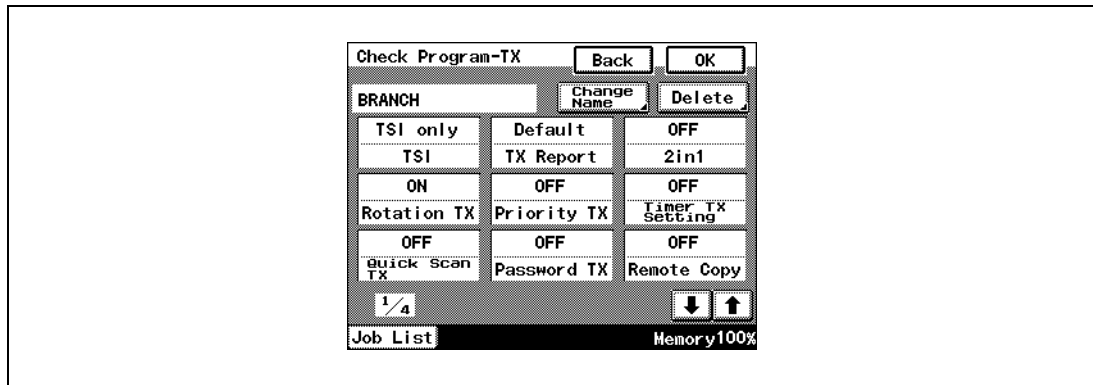 Check Program-TX Back OK
BRANCH Change Name Delete
TSI only Default OFF
TSI TX Report 2in1
ON OFF OFF
Rotation TX Priority TX Timer TX Setting
OFF OFF OFF
Quick Scan TX Password TX Remote Copy
1/4
Job List Memory100%